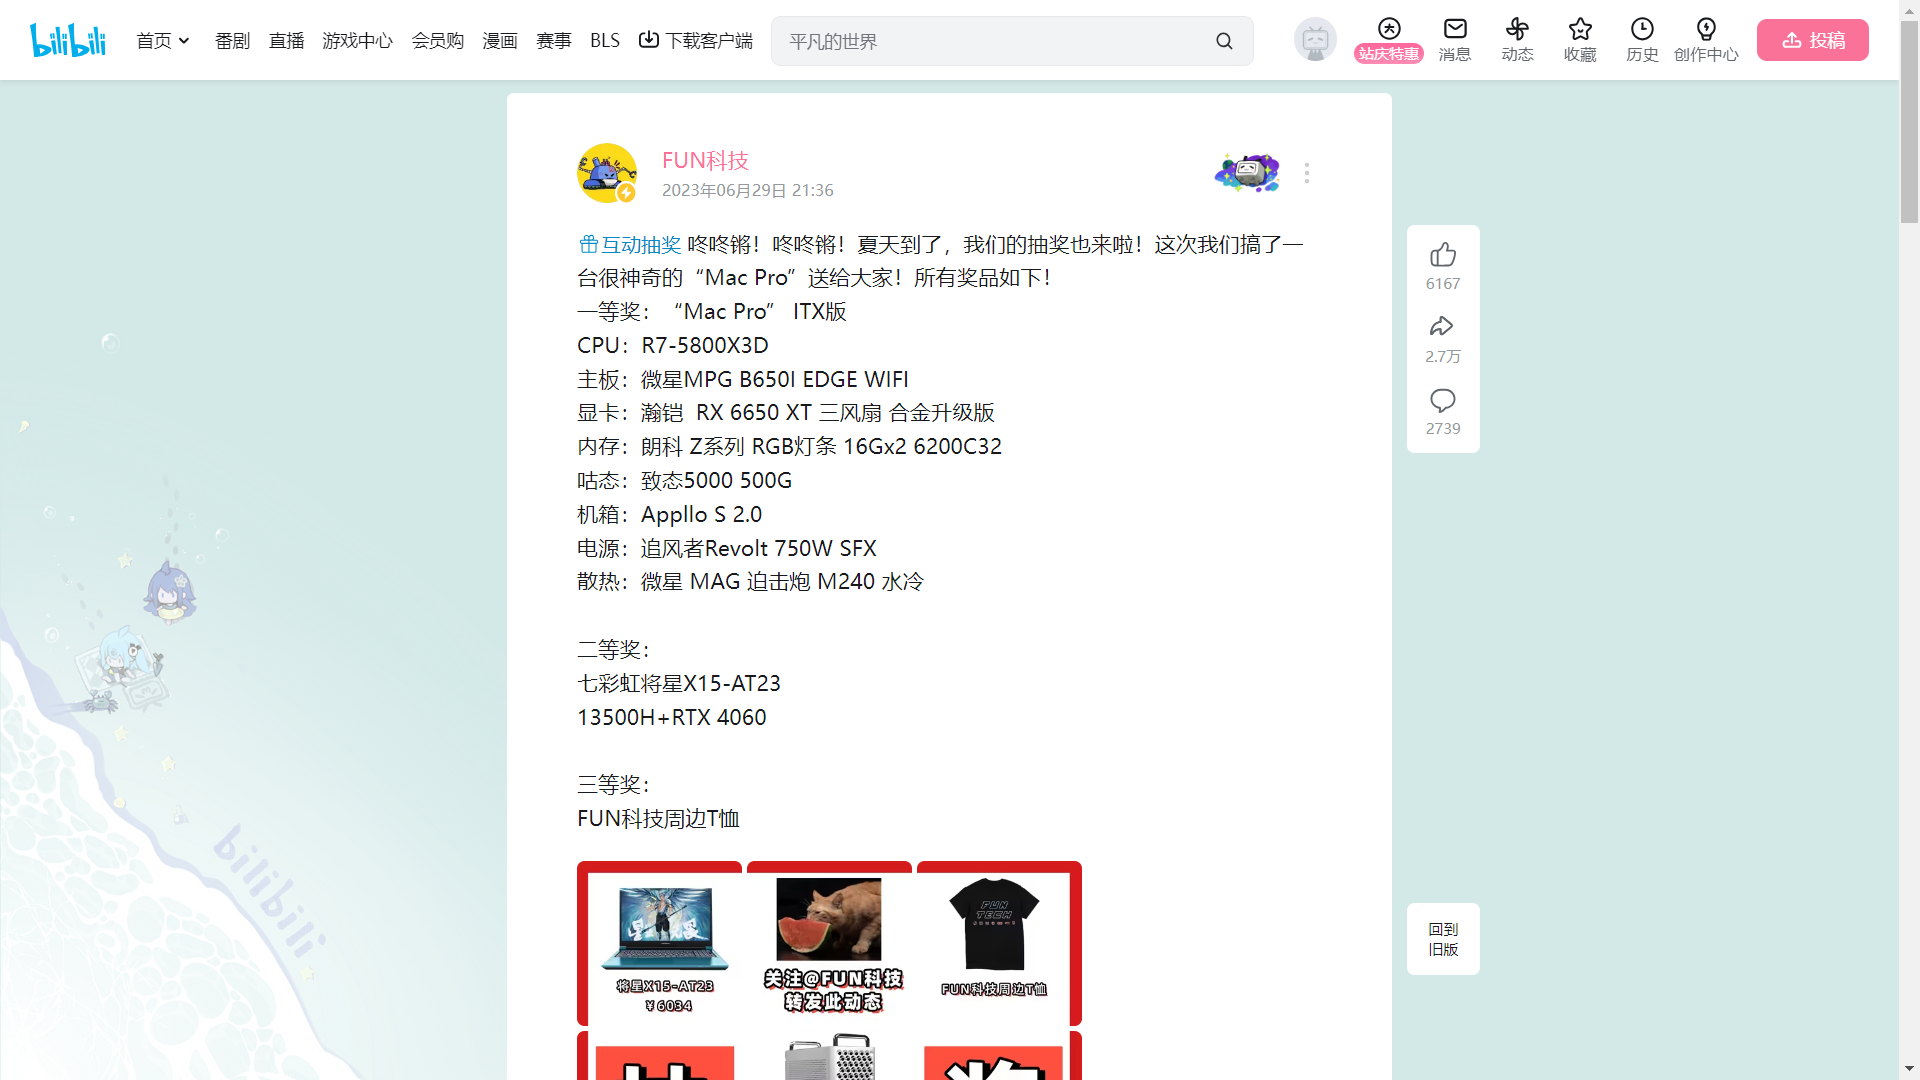 bilibili
首页
番剧
直播
游戏中心
会员购
漫画
赛事
BLS
下载客户端
平凡的世界
站庆特惠
消息
动态
收藏
历史
创作中心
投稿
FUN科技
2023年06月29日 21:36
互动抽奖 咚咚锵！咚咚锵！夏天到了，我们的抽奖也来啦！这次我们搞了一
台很神奇的“Mac Pro”送给大家！所有奖品如下！
一等奖：“Mac Pro” ITX版
CPU：R7-5800X3D
主板：微星MPG B650I EDGE WIFI
显卡：瀚铠 RX 6650 XT 三风扇 合金升级版
内存：朗科 Z系列 RGB灯条 16Gx2 6200C32
咕态：致态5000 500G
机箱：Appllo S 2.0
电源：追风者Revolt 750W SFX
散热：微星 MAG 迫击炮 M240 水冷
二等奖：
七彩虹将星X15-AT23
13500H+RTX 4060
三等奖：
FUN科技周边T恤
将星X15-AT23
￥6034
关注@FUN科技
转发此动态
FUN
TECH
FUN科技周边T恤
6167
2.7万
2739
回到
旧版
bilibili